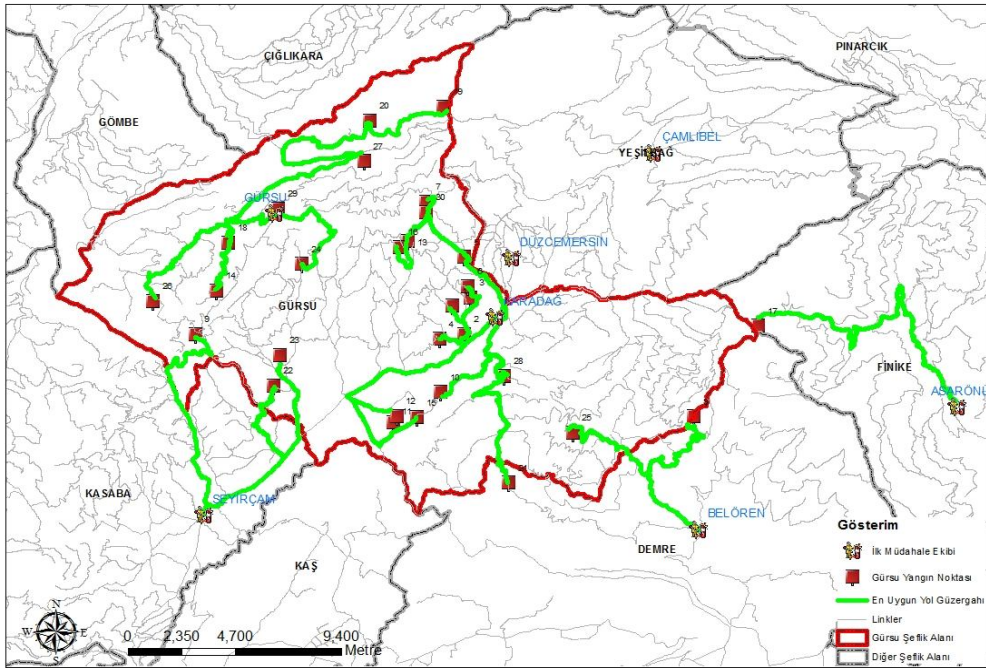 ÇIĞLIKARA
PINARCIK
GÖMBE
19
20
ÇAMLIBEL
27
7
29
30
GÜRSU
18
16
19
DÜZCEMERSİN
24
14
26
GÜRSU
3
KARADAĞ
17
9
4
2
23
FİNİKE
28
22
10
ASARÖNÜ
12
15
11
25
KASABA
SEYİRÇAM
BELÖREN
DEMRE
KAŞ
Gösterim
İlk Müdahale Ekibi
Gürsu Yangın Noktası
En Uygun Yol Güzergahı
Linkler
Gürsu Şeflik Alanı
Diğer Şeflik Alanı
N
W
E
S
0 2,350 4,700 9,400
Metre